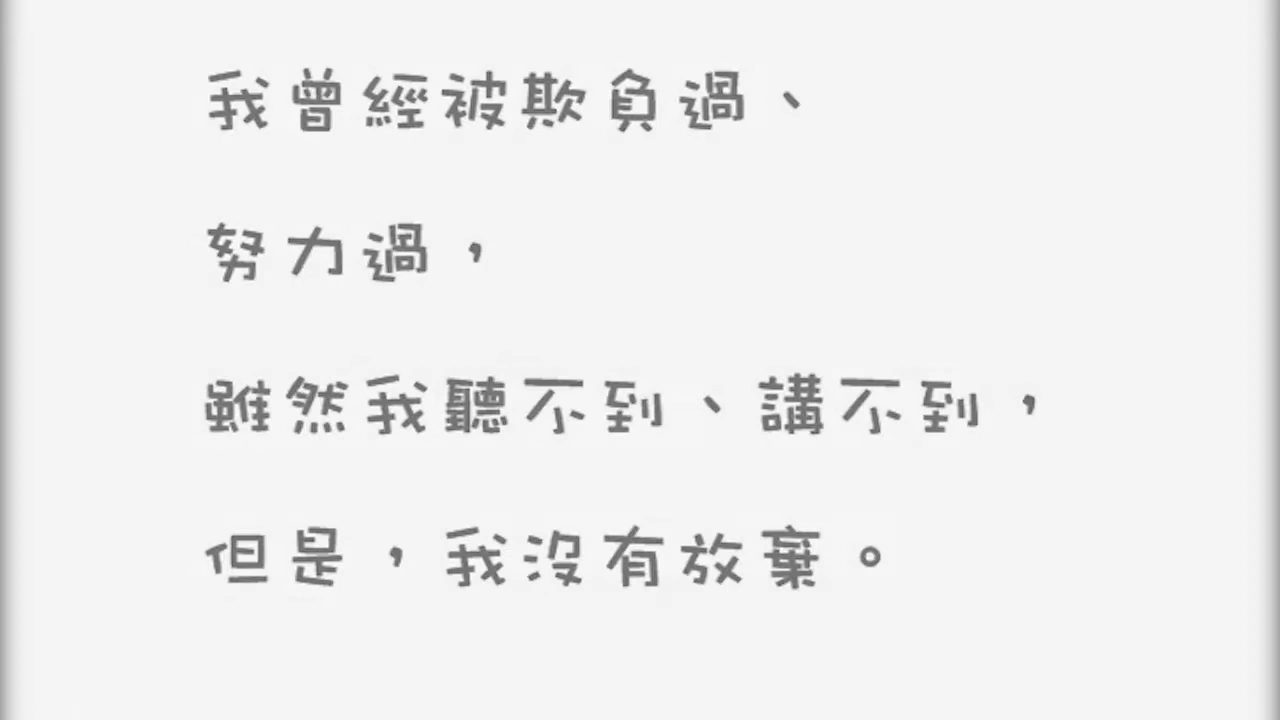 我曾經被欺負過、
努力過，
雖然我聽不到、講不到，
但是，我沒有放棄。